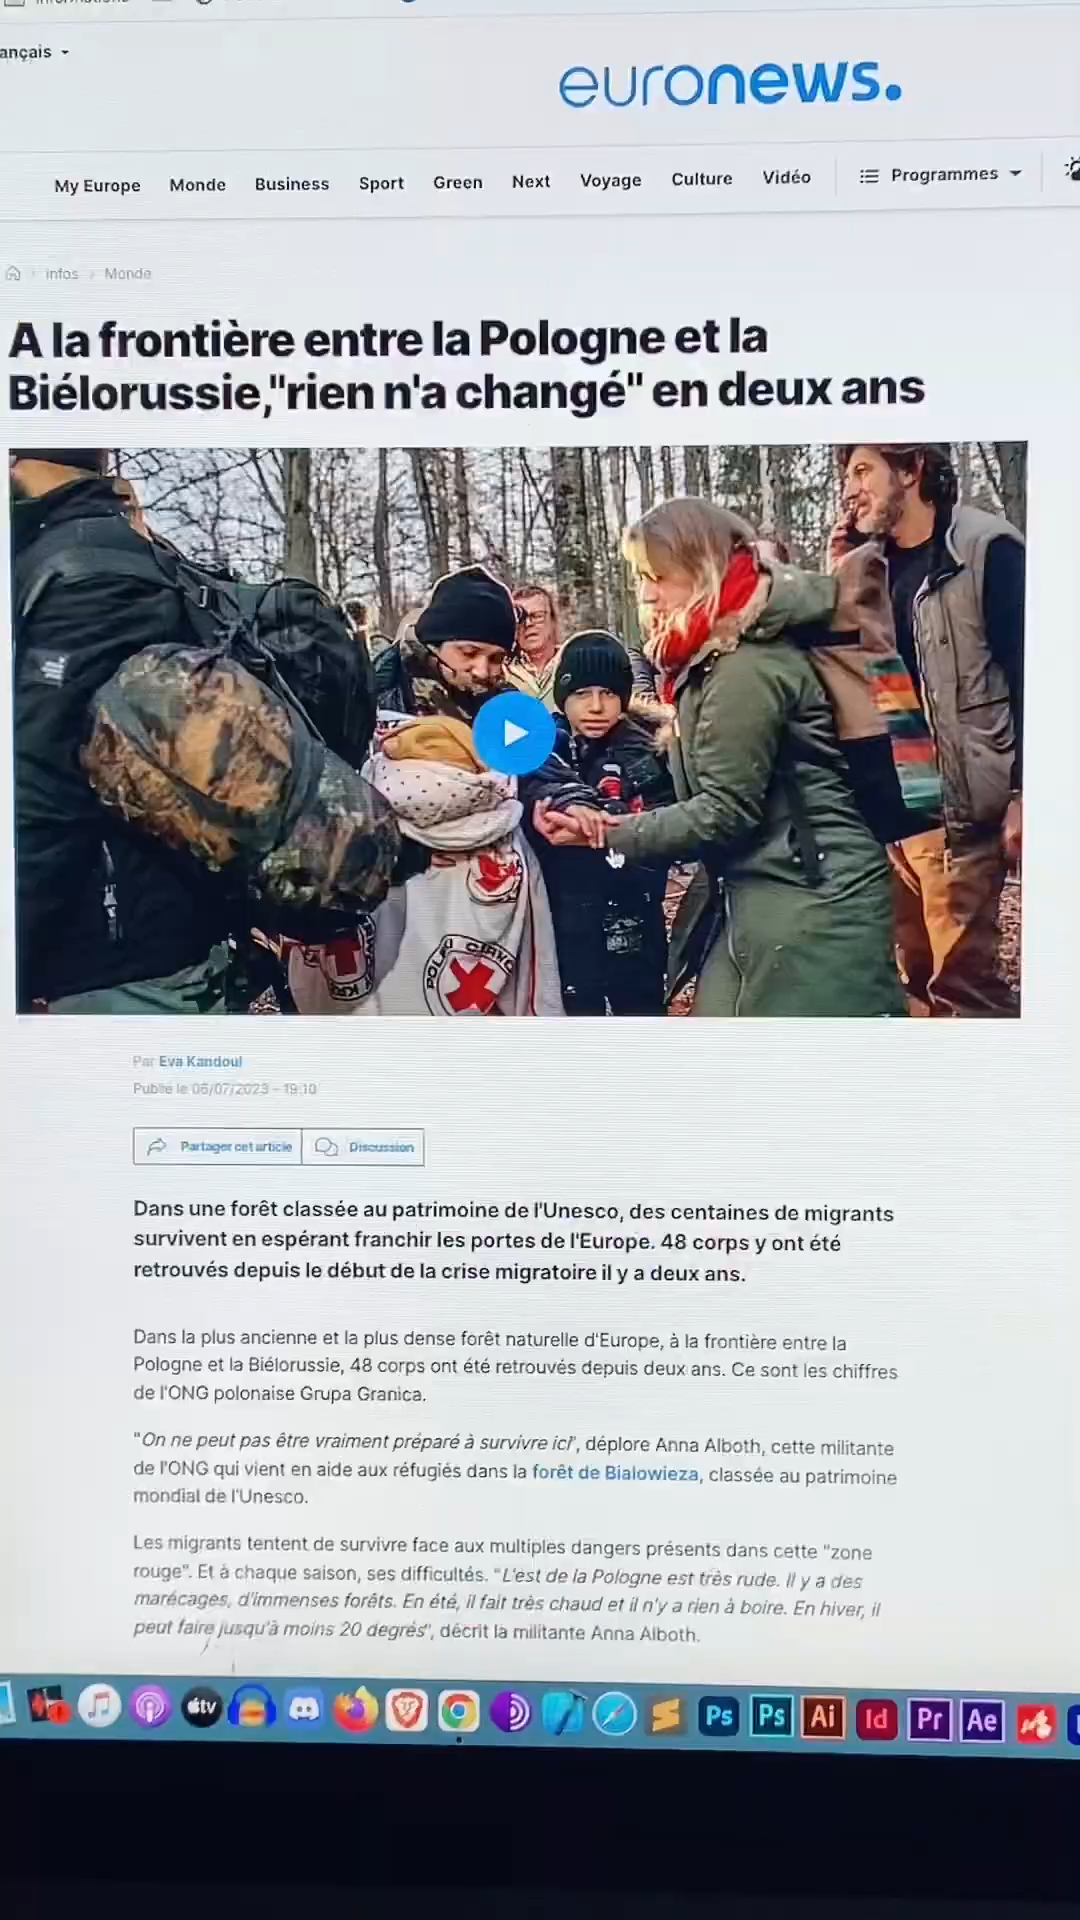 ançais
euronews.
My Europe Monde Business Sport Green Next Voyage Culture Vidéo Programmes
infos › Monde
A la frontière entre la Pologne et la
Biélorussie,"rien n'a changé" en deux ans
POLSKI CZERWO
Par Eva Kandoul
Publié le 06/07/2023 - 19:10
Partager cet article Discussion
Dans une forêt classée au patrimoine de l'Unesco, des centaines de migrants
survivent en espérant franchir les portes de l'Europe. 48 corps y ont été
retrouvés depuis le début de la crise migratoire il y a deux ans.
Dans la plus ancienne et la plus dense forêt naturelle d'Europe, à la frontière entre la
Pologne et la Biélorussie, 48 corps ont été retrouvés depuis deux ans. Ce sont les chiffres
de l'ONG polonaise Grupa Granica.
"On ne peut pas être vraiment préparé à survivre ici", déplore Anna Alboth, cette militante
de l'ONG qui vient en aide aux réfugiés dans la forêt de Bialowieza, classée au patrimoine
mondial de l'Unesco.
Les migrants tentent de survivre face aux multiples dangers présents dans cette "zone
rouge". Et à chaque saison, ses difficultés. "L'est de la Pologne est très rude. Il y a des
marécages, d'immenses forêts. En été, il fait très chaud et il n'y a rien à boire. En hiver, il
peut faire jusqu'à moins 20 degrés", décrit la militante Anna Alboth.
tv Ps Ps Ai Id Pr Ae